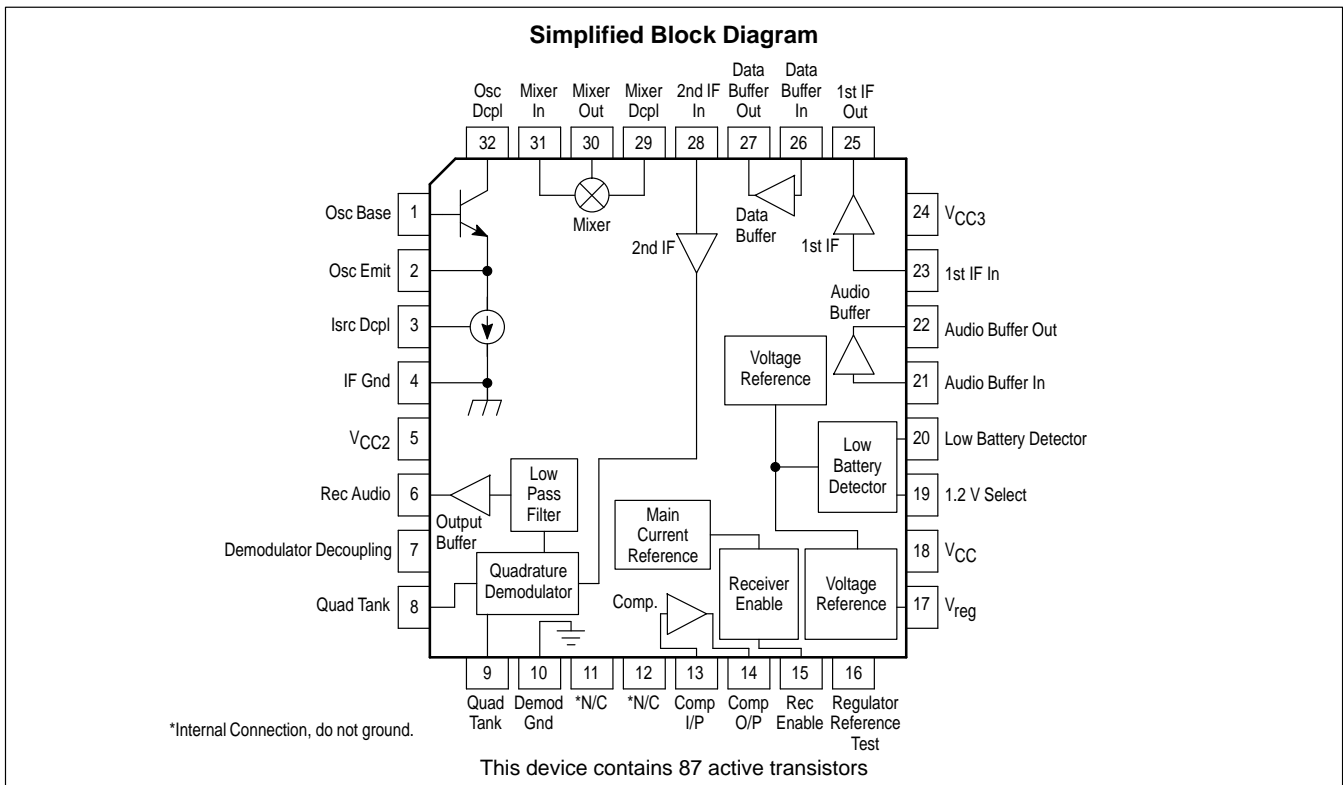 Simplified Block Diagram
Osc
Dcpl
Mixer
In
Mixer
Out
Mixer
Dcpl
2nd IF
In
Data
Buffer
Out
Data
Buffer
In
1st IF
Out
32
31
30
29
28
27
26
25
Osc Base
1
Osc Emit
2
Isrc Dcpl
3
IF Gnd
4
VCC2
5
Rec Audio
6
Demodulator Decoupling
7
Quad Tank
8
Mixer
2nd IF
Data
Buffer
1st IF
Audio
Buffer
Voltage
Reference
Low
Battery
Detector
Low
Pass
Filter
Output
Buffer
Main
Current
Reference
Quadrature
Demodulator
Comp.
Receiver
Enable
Voltage
Reference
24
VCC3
23
1st IF In
22
Audio Buffer Out
21
Audio Buffer In
20
Low Battery Detector
19
1.2 V Select
18
VCC
17
Vreg
9
10
11
12
13
14
15
16
Quad
Tank
Demod
Gnd
*N/C
*N/C
Comp
I/P
Comp
O/P
Rec
Enable
Regulator
Reference
Test
*Internal Connection, do not ground.
This device contains 87 active transistors